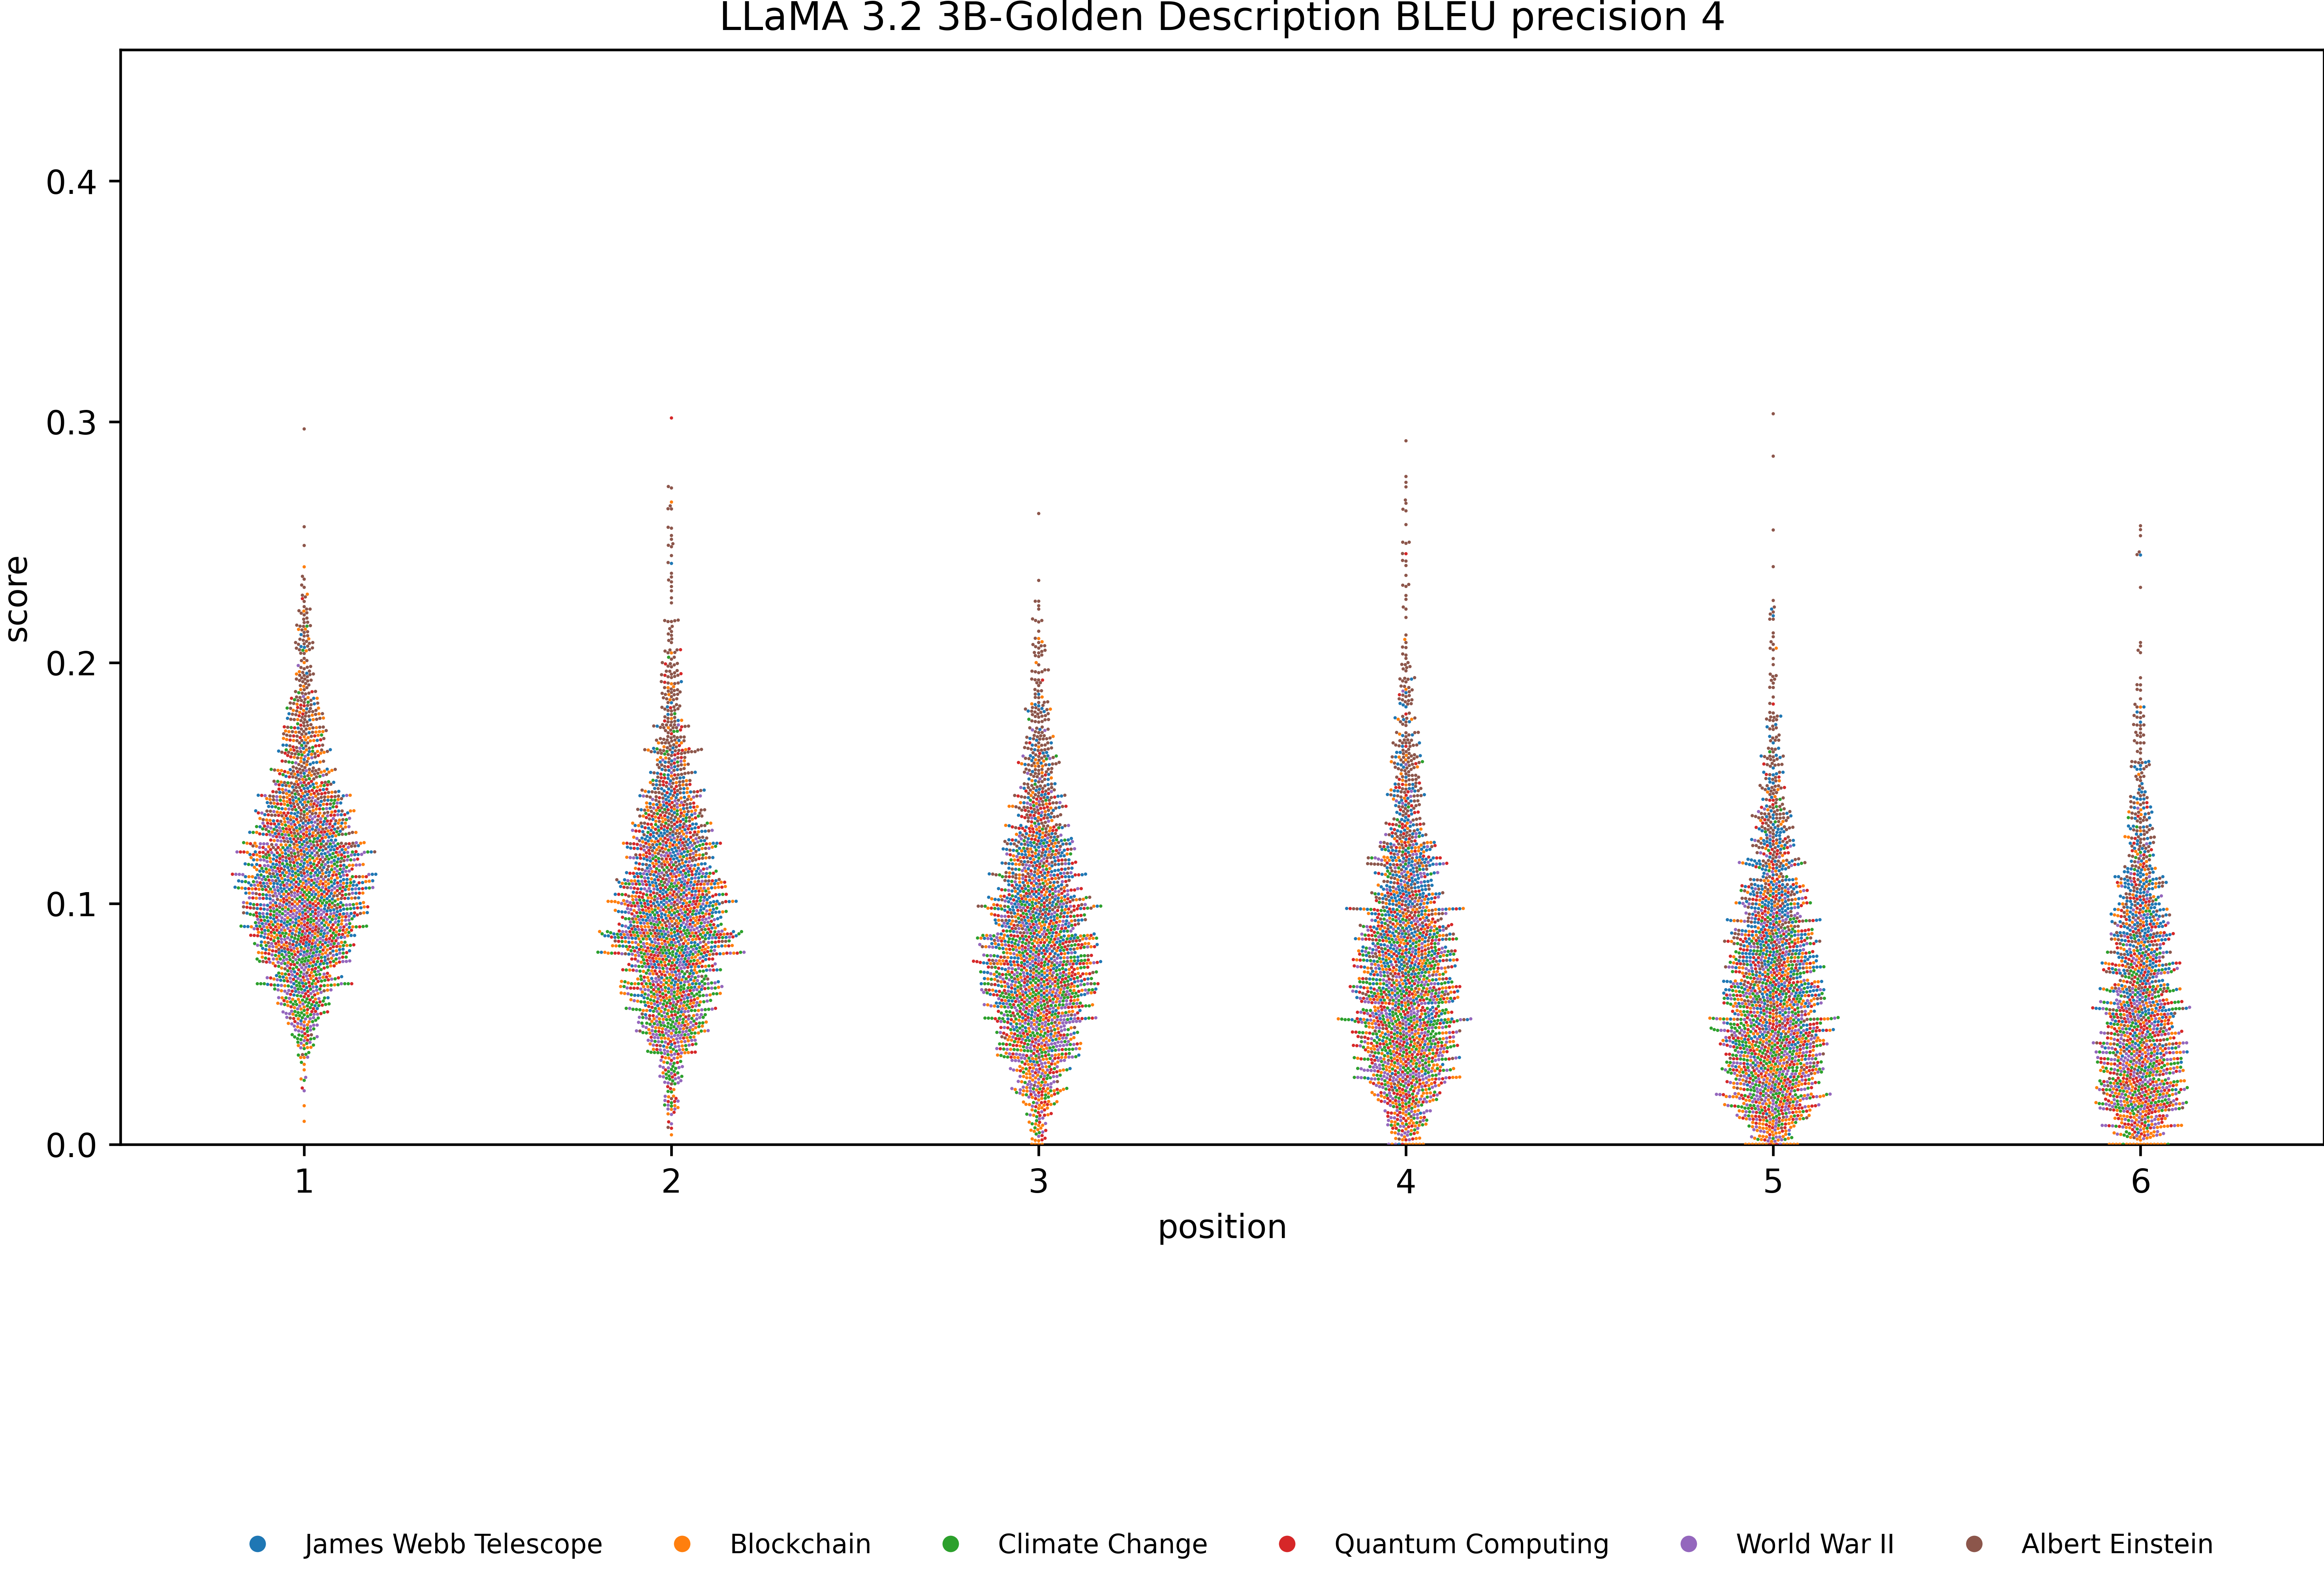 LLaMA 3.2 3B-Golden Description BLEU precision 4
0.4
0.3
score
0.2
0.1
0.0
1 2 3 4 5 6
position
James Webb Telescope Blockchain Climate Change Quantum Computing World War II Albert Einstein